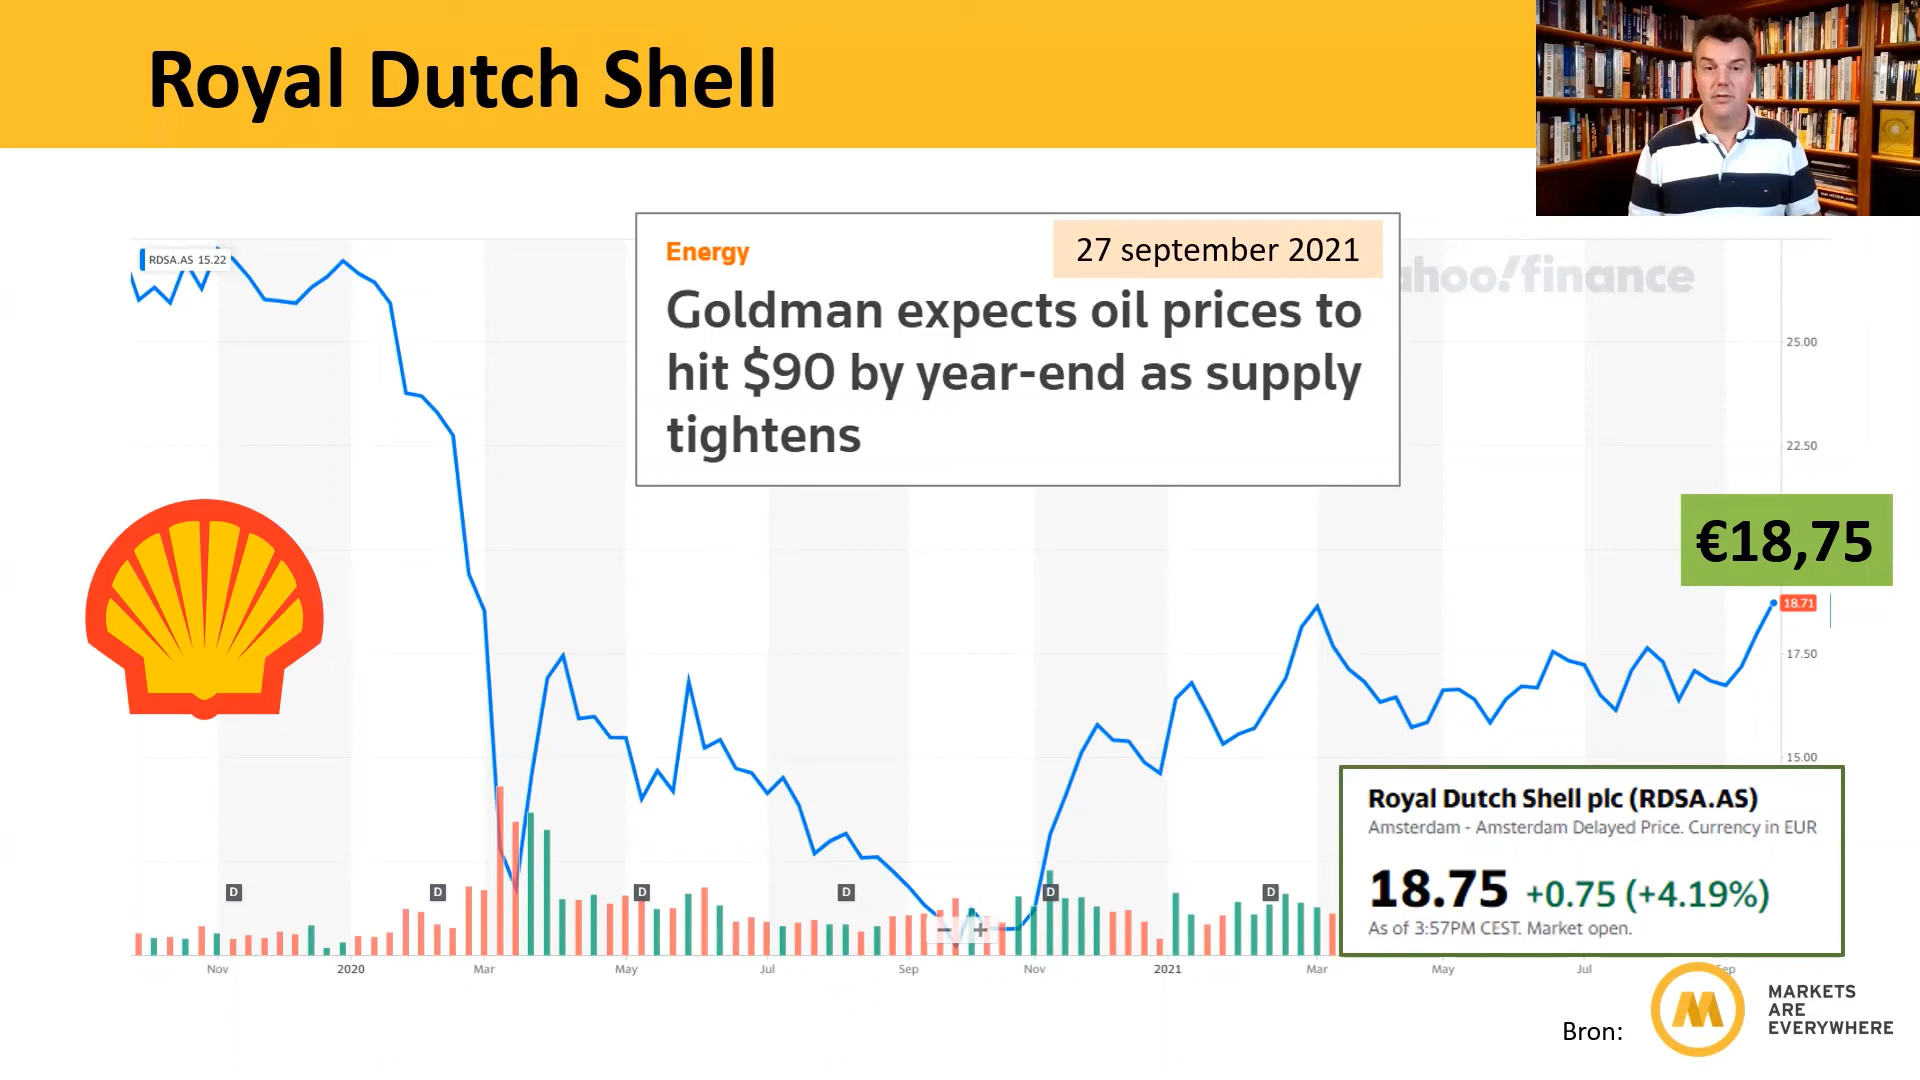 Royal Dutch Shell
RDSA.AS 15.22
Energy
27 september 2021
Goldman expects oil prices to
hit $90 by year-end as supply
tightens
hoo!finance
25.00
22.50
€18,75
18.71
17.50
15.00
Royal Dutch Shell plc (RDSA.AS)
Amsterdam - Amsterdam Delayed Price. Currency in EUR
18.75 +0.75 (+4.19%)
As of 3:57PM CEST. Market open.
D D D D D D
− +
Nov 2020 Mar May Jul Sep Nov 2021 Mar May Jul Sep
Bron:
MARKETS
ARE
EVERYWHERE